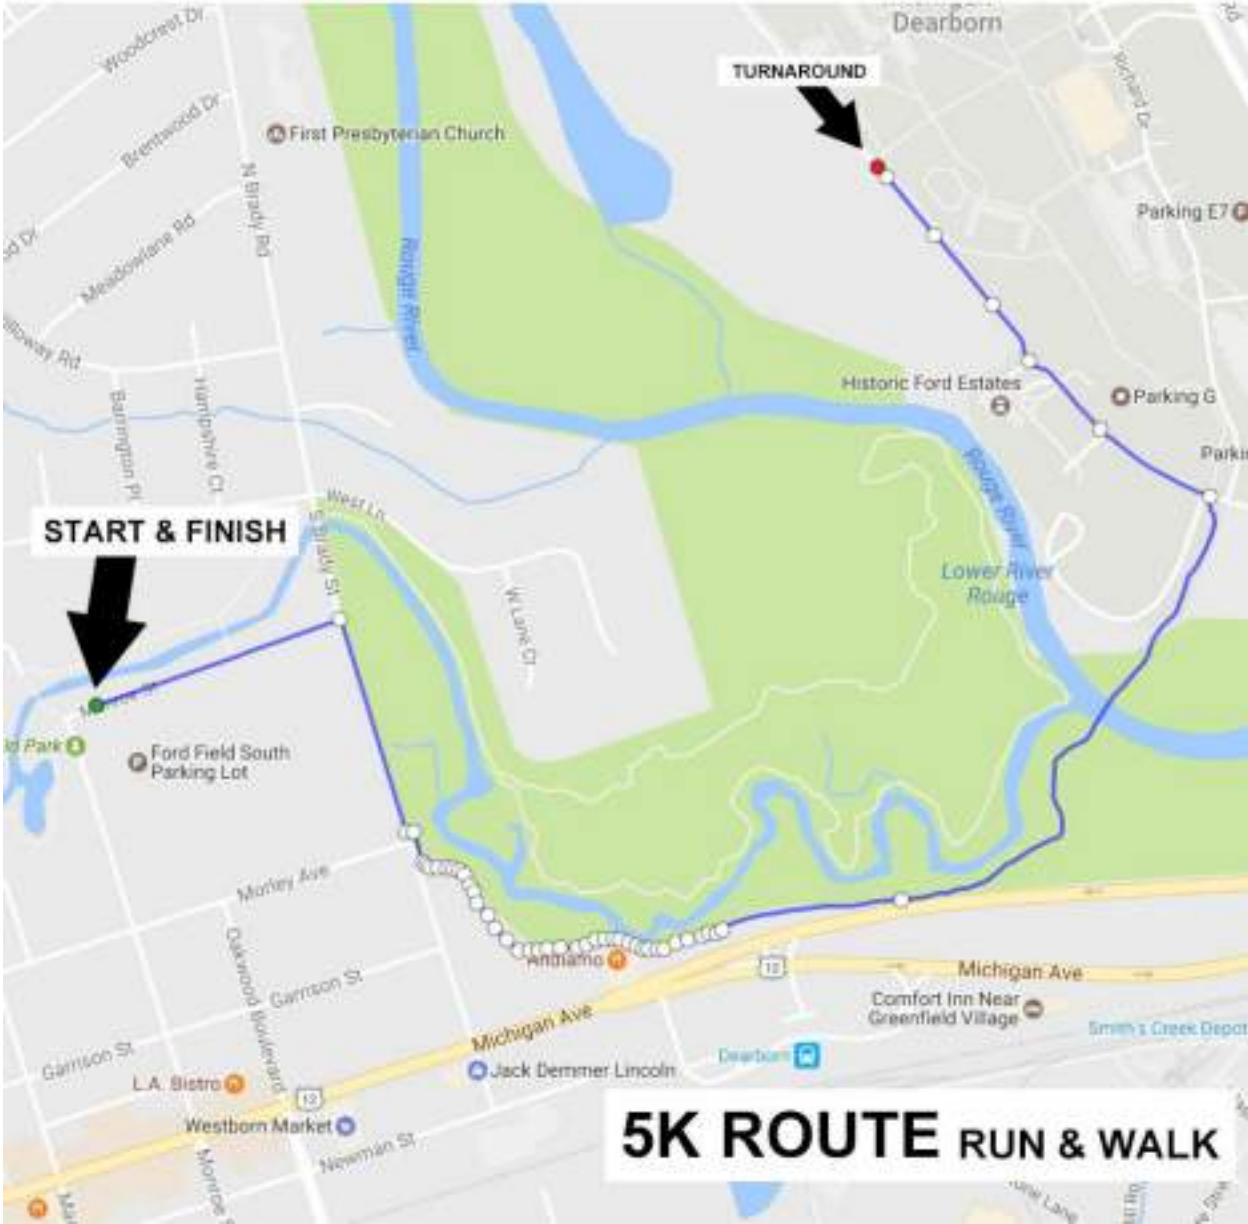 Dearborn
Woodcrest Dr
TURNAROUND
Richard Dr
Rd
Brentwood Dr
First Presbyterian Church
N Brady Rd
Parking E7
Meadowlane Rd
Rouge River
Historic Ford Estates
Parking G
Barrington Pl
Hampshire Ct
West Ln
S Brady St
START & FINISH
Rouge River
Lower River
Rouge
W Lane Ct
Ford Field South
Parking Lot
Morley Ave
Oakwood Boulevard
Garrison St
Andiamo
12
Michigan Ave
Comfort Inn Near
Greenfield Village
Michigan Ave
Smith's Creek Depot
Garrison St
Dearborn
Jack Demmer Lincoln
L.A. Bistro
12
Westborn Market
Newman St
5K ROUTE RUN & WALK